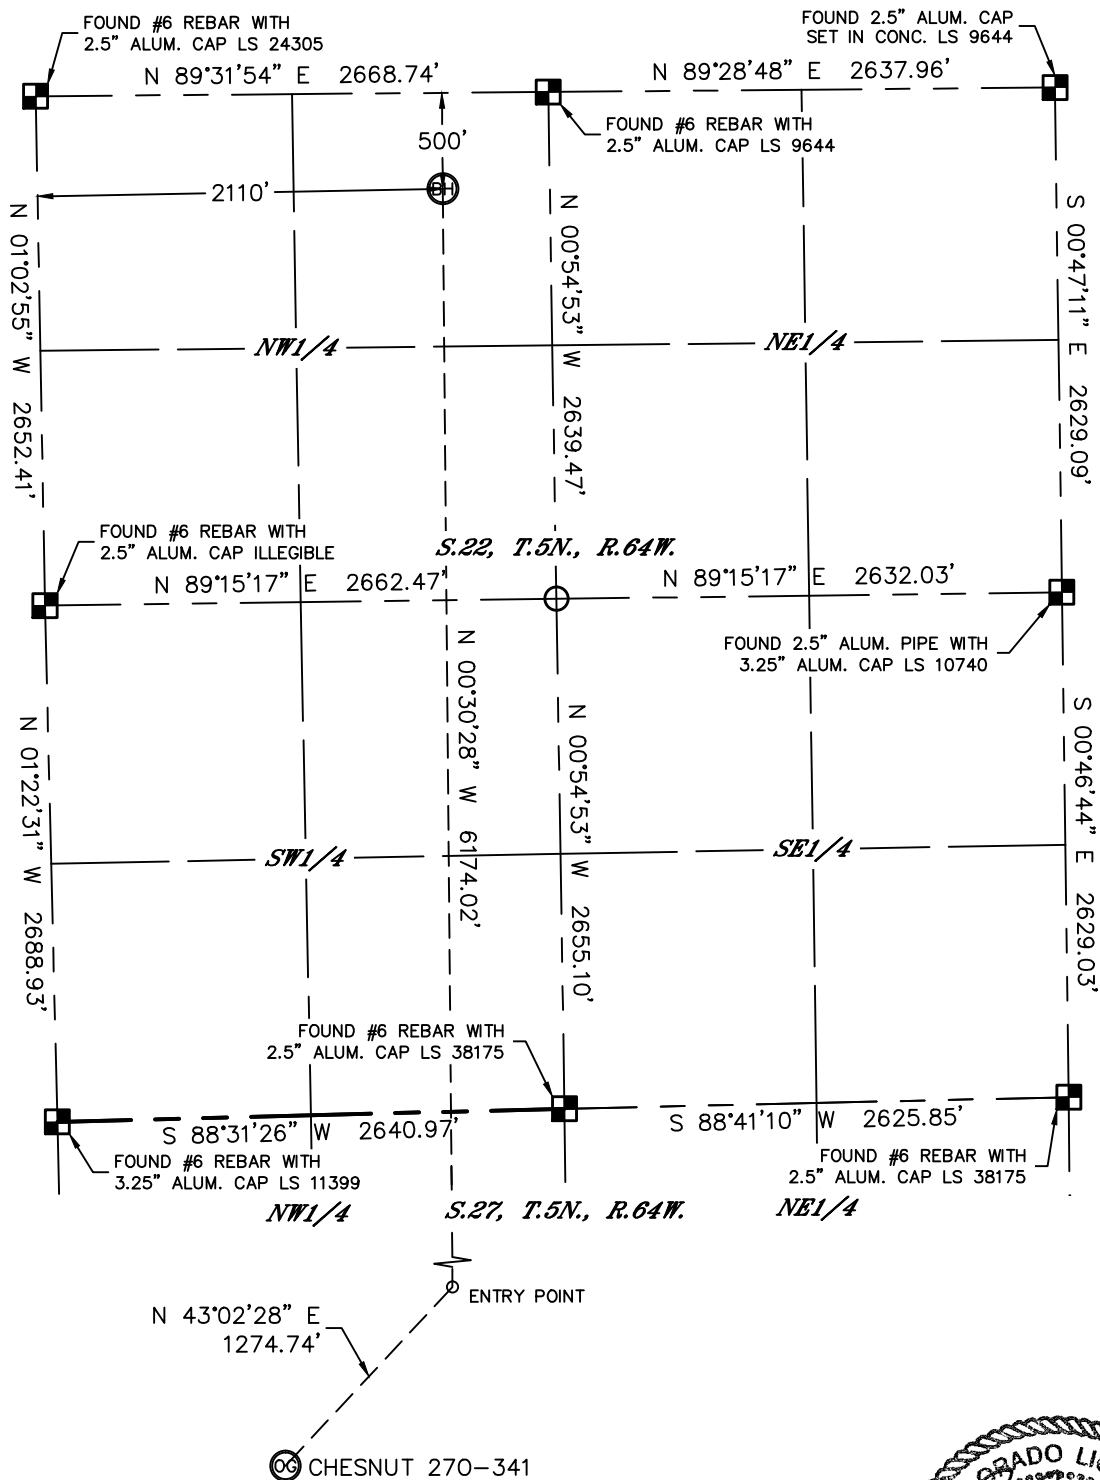 FOUND #6 REBAR WITH
2.5" ALUM. CAP LS 24305
FOUND 2.5" ALUM. CAP
SET IN CONC. LS 9644
N 89°31'54" E 2668.74'
N 89°28'48" E 2637.96'
FOUND #6 REBAR WITH
2.5" ALUM. CAP LS 9644
500'
BH
2110'
N 01°02'55" W 2652.41'
N 00°54'53" W 2639.47'
S 00°47'11" E 2629.09'
NW1/4
NE1/4
FOUND #6 REBAR WITH
2.5" ALUM. CAP ILLEGIBLE
S.22, T.5N., R.64W.
N 89°15'17" E 2662.47'
N 89°15'17" E 2632.03'
FOUND 2.5" ALUM. PIPE WITH
3.25" ALUM. CAP LS 10740
N 01°22'31" W 2688.93'
N 00°30'28" W 6174.02'
N 00°54'53" W 2655.10'
S 00°46'44" E 2629.03'
SW1/4
SE1/4
FOUND #6 REBAR WITH
2.5" ALUM. CAP LS 38175
S 88°31'26" W 2640.97'
S 88°41'10" W 2625.85'
FOUND #6 REBAR WITH
3.25" ALUM. CAP LS 11399
FOUND #6 REBAR WITH
2.5" ALUM. CAP LS 38175
NW1/4
S.27, T.5N., R.64W.
NE1/4
ENTRY POINT
N 43°02'28" E
1274.74'
OG CHESNUT 270-341
ORADO LI